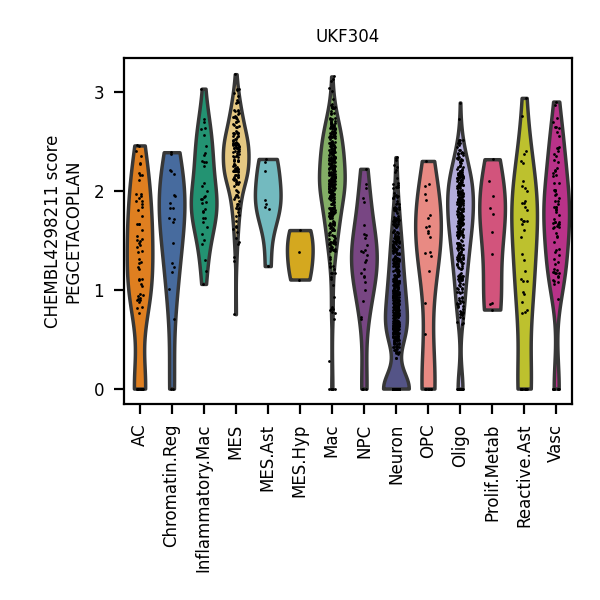 UKF304
CHEMBL4298211 score
PEGCETACOPLAN
3
2
1
0
AC
Chromatin.Reg
Inflammatory.Mac
MES
MES.Ast
MES.Hyp
Mac
NPC
Neuron
OPC
Oligo
Prolif.Metab
Reactive.Ast
Vasc